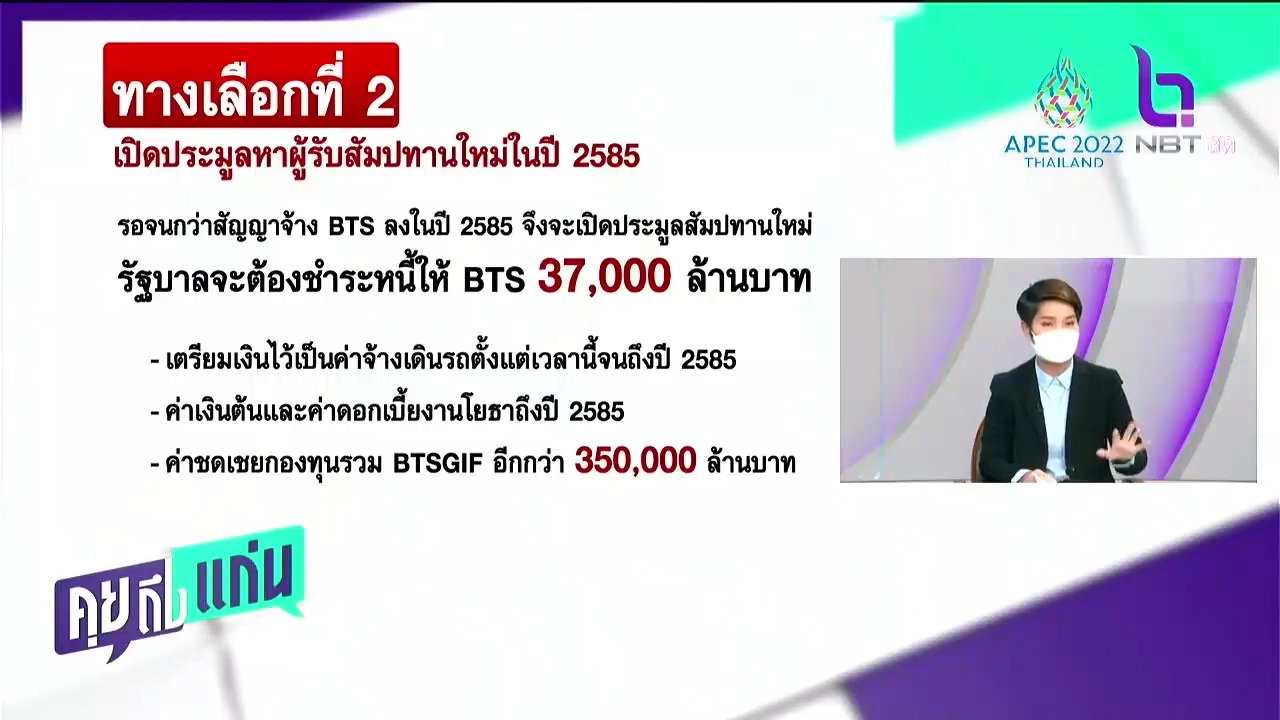 ทางเลือกที่ 2
เปิดประมูลหาผู้รับสัมปทานใหม่ในปี 2585
รอจนกว่าสัญญาจ้าง BTS ลงในปี 2585 จึงจะเปิดประมูลสัมปทานใหม่
รัฐบาลจะต้องชำระหนี้ให้ BTS 37,000 ล้านบาท
- เตรียมเงินไว้เป็นค่าจ้างเดินรถตั้งแต่เวลานี้จนถึงปี 2585
- ค่าเงินต้นและค่าดอกเบี้ยงานโยธาถึงปี 2585
- ค่าชดเชยกองทุนรวม BTSGIF อีกกว่า 350,000 ล้านบาท
APEC 2022
THAILAND
NBT สด
คุยถึงแก่น